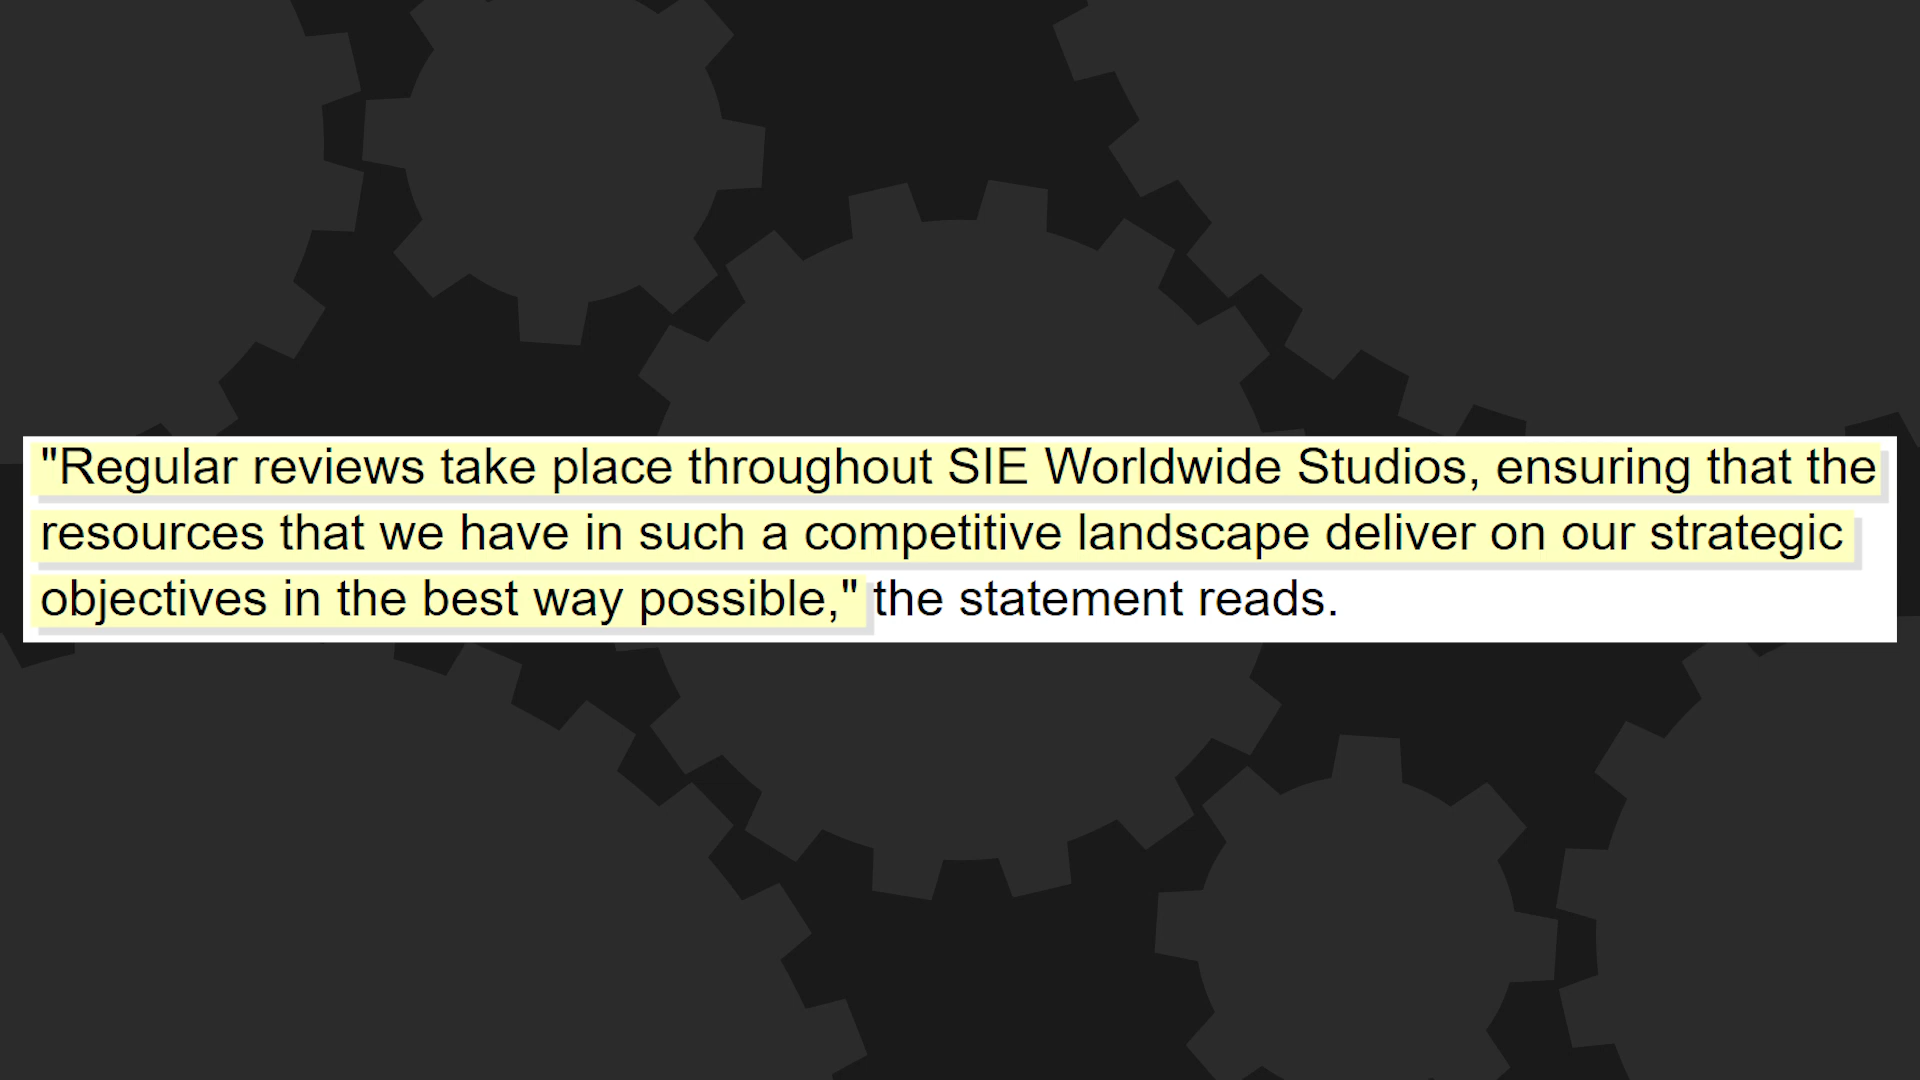 "Regular reviews take place throughout SIE Worldwide Studios, ensuring that the
resources that we have in such a competitive landscape deliver on our strategic
objectives in the best way possible," the statement reads.